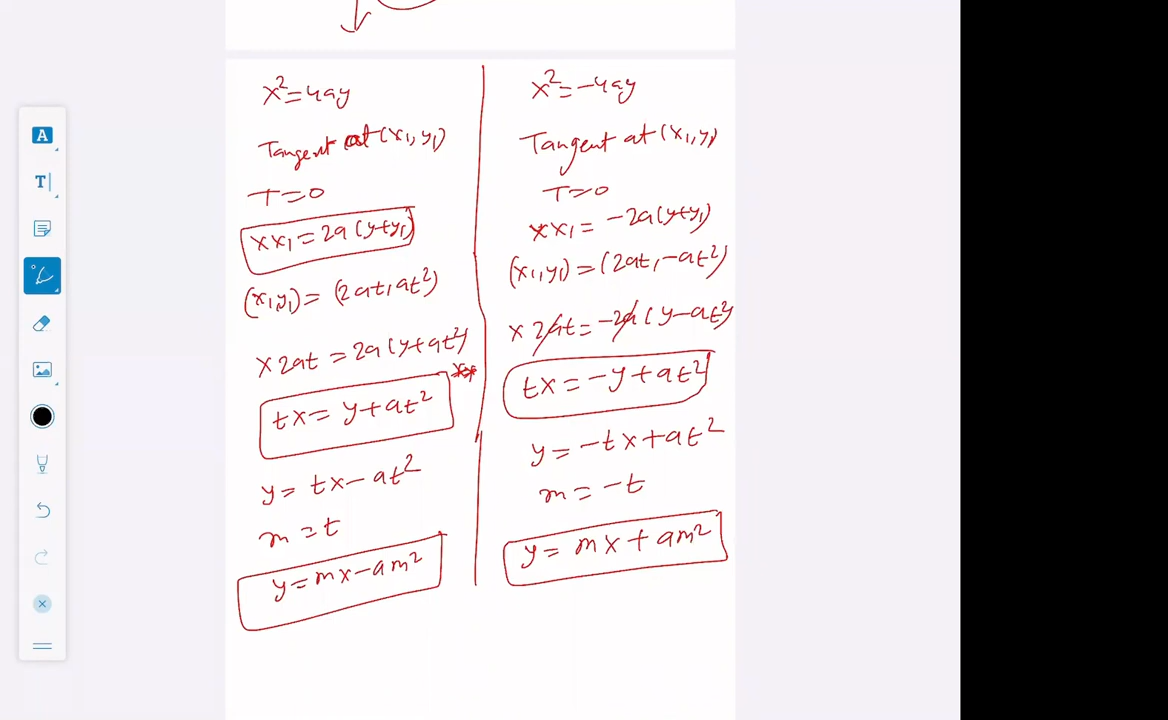 x²=4ay
Tangent at (x₁,y₁)
T=0
xx₁=2a(y+y₁)
(x₁,y₁)=(2at,at²)
x2at=2a(y+at²)
tx=y+at²
y=tx-at²
m=t
y=mx-am²
x²=-4ay
Tangent at (x₁,y₁)
T=0
xx₁=-2a(y+y₁)
(x₁,y₁)=(2at,-at²)
x2at=-2a(y-at²)
tx=-y+at²
y=-tx+at²
m=-t
y=mx+am²